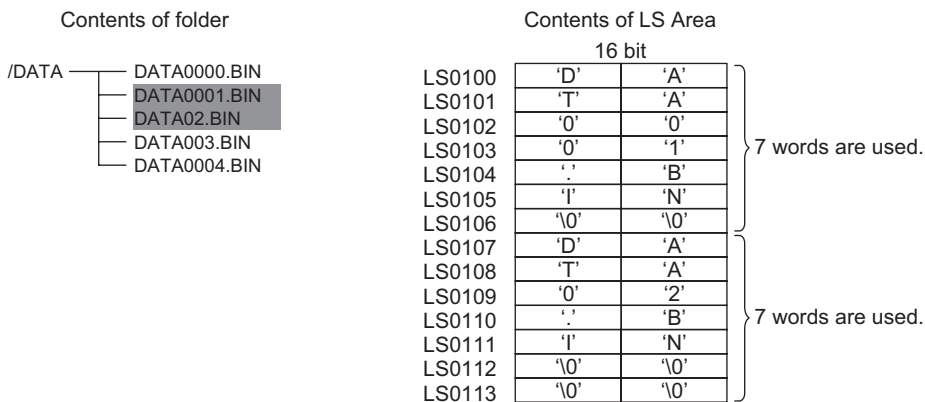 Contents of folder
/DATA
DATA0000.BIN
DATA0001.BIN
DATA02.BIN
DATA003.BIN
DATA0004.BIN
Contents of LS Area
16 bit
LS0100 ‘D’ ‘A’
LS0101 ‘T’ ‘A’
LS0102 ‘0’ ‘0’
LS0103 ‘0’ ‘1’
LS0104 ‘.’ ‘B’
LS0105 ‘I’ ‘N’
LS0106 ‘\0’ ‘\0’
7 words are used.
LS0107 ‘D’ ‘A’
LS0108 ‘T’ ‘A’
LS0109 ‘0’ ‘2’
LS0110 ‘.’ ‘B’
LS0111 ‘I’ ‘N’
LS0112 ‘\0’ ‘\0’
LS0113 ‘\0’ ‘\0’
7 words are used.